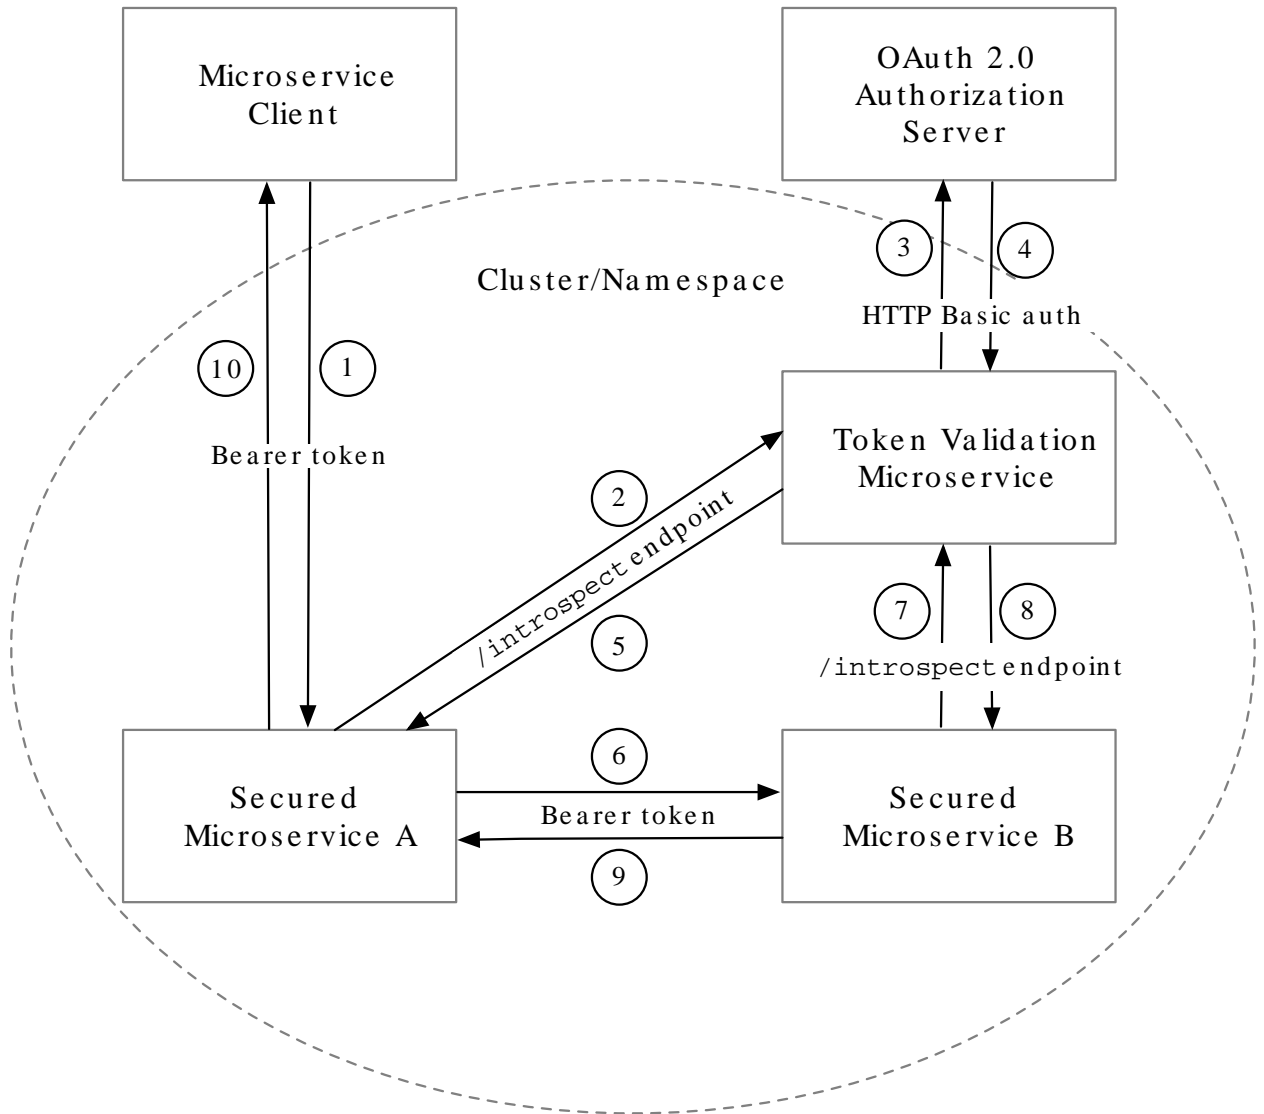 Microservice
Client
OAuth 2.0
Authorization
Server
3
4
Cluster/Namespace
HTTP Basic auth
10
1
Bearer token
Token Validation
Microservice
2
/introspect endpoint
5
7
8
/introspect endpoint
6
Secured
Microservice A
Bearer token
Secured
Microservice B
9